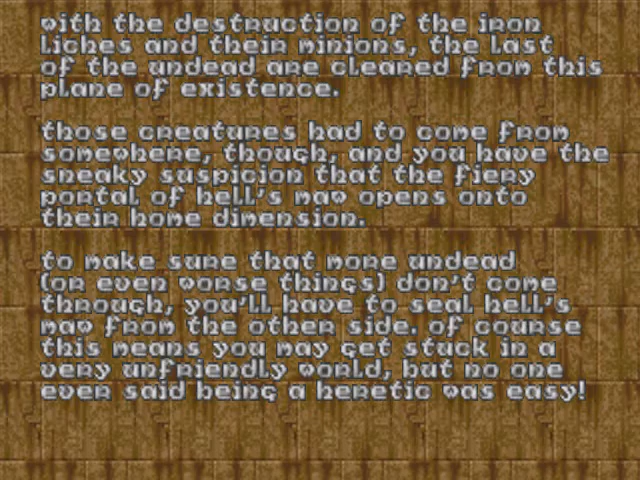 with the destruction of the iron
liches and their minions, the last
of the undead are cleared from this
plane of existence.
those creatures had to come from
somewhere, though, and you have the
sneaky suspicion that the fiery
portal of hell's maw opens onto
their home dimension.
to make sure that more undead
(or even worse things) don't come
through, you'll have to seal hell's
maw from the other side. of course
this means you may get stuck in a
very unfriendly world, but no one
ever said being a heretic was easy!